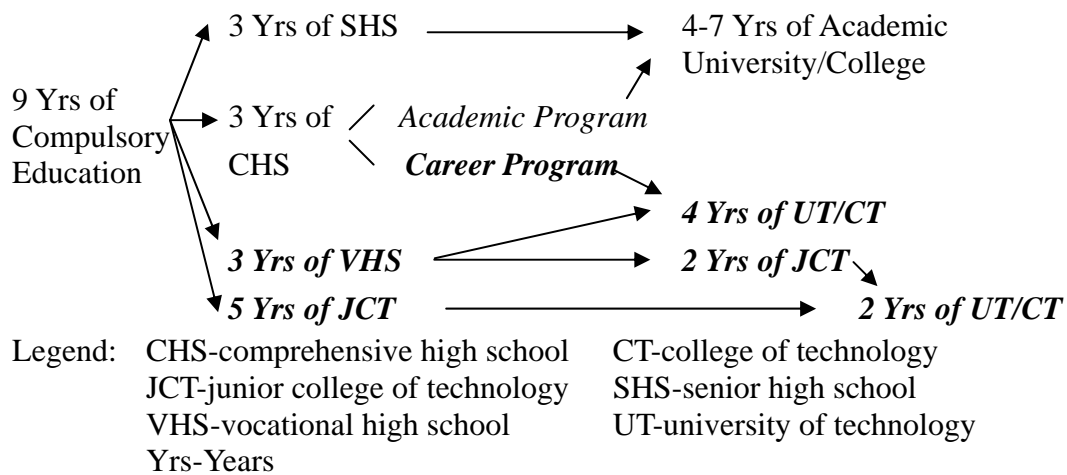 3 Yrs of SHS 4-7 Yrs of Academic
University/College
9 Yrs of
Compulsory
Education
3 Yrs of Academic Program
CHS Career Program
4 Yrs of UT/CT
3 Yrs of VHS 2 Yrs of JCT
5 Yrs of JCT 2 Yrs of UT/CT
Legend: CHS-comprehensive high school CT-college of technology
JCT-junior college of technology SHS-senior high school
VHS-vocational high school UT-university of technology
Yrs-Years